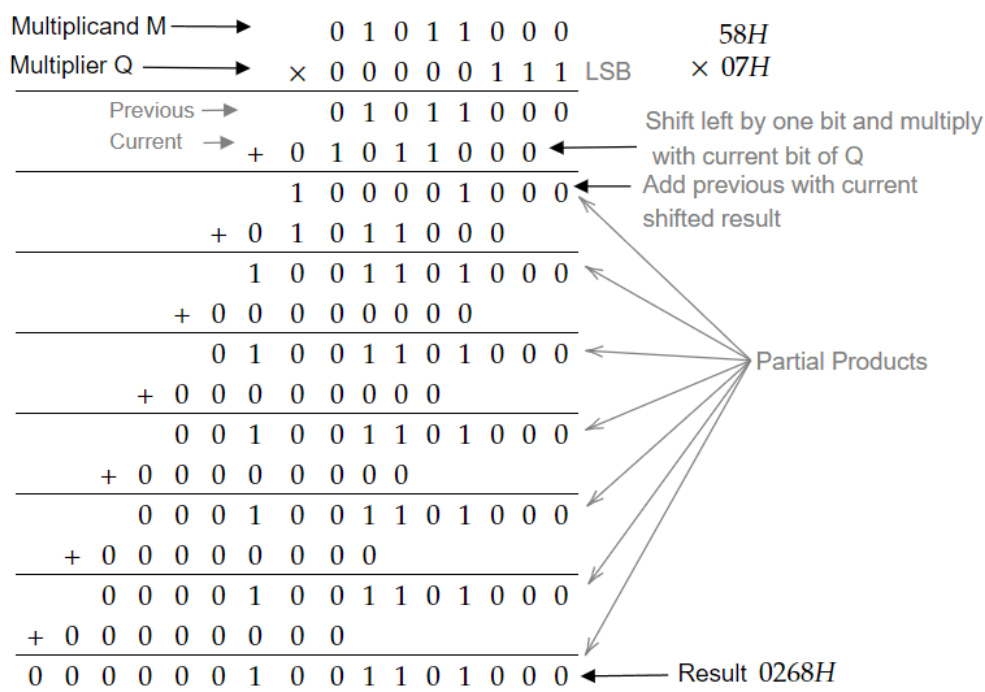 Multiplicand M 0 1 0 1 1 0 0 0 58H
Multiplier Q × 0 0 0 0 0 1 1 1 LSB × 07H
Previous 0 1 0 1 1 0 0 0
Current + 0 1 0 1 1 0 0 0
Shift left by one bit and multiply
with current bit of Q
1 0 0 0 0 1 0 0 0
Add previous with current
shifted result
+ 0 1 0 1 1 0 0 0
1 0 0 1 1 0 1 0 0 0
+ 0 0 0 0 0 0 0 0
0 1 0 0 1 1 0 1 0 0 0
Partial Products
+ 0 0 0 0 0 0 0 0
0 0 1 0 0 1 1 0 1 0 0 0
+ 0 0 0 0 0 0 0 0
0 0 0 1 0 0 1 1 0 1 0 0 0
+ 0 0 0 0 0 0 0 0
0 0 0 0 1 0 0 1 1 0 1 0 0 0
+ 0 0 0 0 0 0 0 0
0 0 0 0 0 0 1 0 0 1 1 0 1 0 0 0 Result 0268H